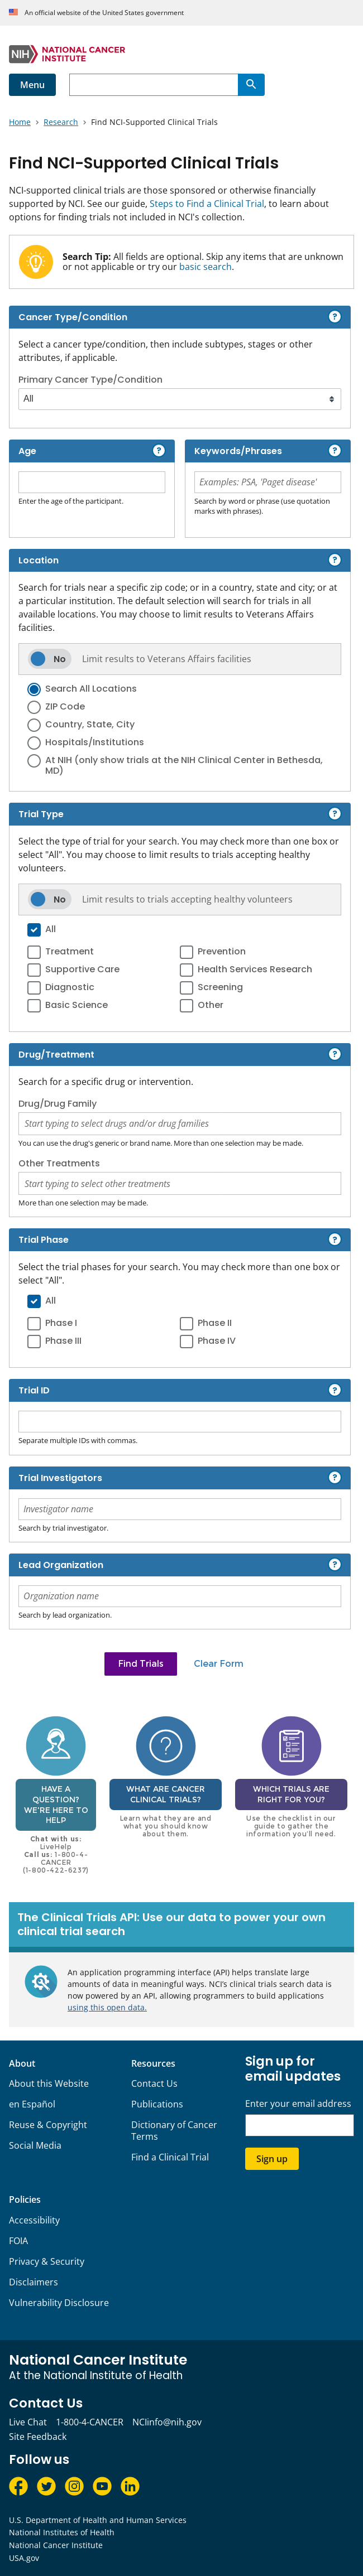 An official website of the United States government
NIH NATIONAL CANCER
INSTITUTE
Menu
Home › Research › Find NCI-Supported Clinical Trials
Find NCI-Supported Clinical Trials
NCI-supported clinical trials are those sponsored or otherwise financially
supported by NCI. See our guide, Steps to Find a Clinical Trial, to learn about
options for finding trials not included in NCI's collection.
Search Tip: All fields are optional. Skip any items that are unknown
or not applicable or try our basic search.
Cancer Type/Condition ?
Select a cancer type/condition, then include subtypes, stages or other
attributes, if applicable.
Primary Cancer Type/Condition
All
Age ?
Enter the age of the participant.
Keywords/Phrases ?
Examples: PSA, 'Paget disease'
Search by word or phrase (use quotation
marks with phrases).
Location ?
Search for trials near a specific zip code; or in a country, state and city; or at
a particular institution. The default selection will search for trials in all
available locations. You may choose to limit results to Veterans Affairs
facilities.
No Limit results to Veterans Affairs facilities
Search All Locations
ZIP Code
Country, State, City
Hospitals/Institutions
At NIH (only show trials at the NIH Clinical Center in Bethesda,
MD)
Trial Type ?
Select the type of trial for your search. You may check more than one box or
select "All". You may choose to limit results to trials accepting healthy
volunteers.
No Limit results to trials accepting healthy volunteers
All
Treatment
Prevention
Supportive Care
Health Services Research
Diagnostic
Screening
Basic Science
Other
Drug/Treatment ?
Search for a specific drug or intervention.
Drug/Drug Family
Start typing to select drugs and/or drug families
You can use the drug's generic or brand name. More than one selection may be made.
Other Treatments
Start typing to select other treatments
More than one selection may be made.
Trial Phase ?
Select the trial phases for your search. You may check more than one box or
select "All".
All
Phase I
Phase II
Phase III
Phase IV
Trial ID ?
Separate multiple IDs with commas.
Trial Investigators ?
Investigator name
Search by trial investigator.
Lead Organization ?
Organization name
Search by lead organization.
Find Trials
Clear Form
HAVE A
QUESTION?
WE'RE HERE TO
HELP
Chat with us:
LiveHelp
Call us: 1-800-4-
CANCER
(1-800-422-6237)
?
WHAT ARE CANCER
CLINICAL TRIALS?
Learn what they are and
what you should know
about them.
WHICH TRIALS ARE
RIGHT FOR YOU?
Use the checklist in our
guide to gather the
information you'll need.
The Clinical Trials API: Use our data to power your own
clinical trial search
An application programming interface (API) helps translate large
amounts of data in meaningful ways. NCI's clinical trials search data is
now powered by an API, allowing programmers to build applications
using this open data.
About
About this Website
en Español
Reuse & Copyright
Social Media
Resources
Contact Us
Publications
Dictionary of Cancer
Terms
Find a Clinical Trial
Sign up for
email updates
Enter your email address
Sign up
Policies
Accessibility
FOIA
Privacy & Security
Disclaimers
Vulnerability Disclosure
National Cancer Institute
At the National Institute of Health
Contact Us
Live Chat 1-800-4-CANCER NCIinfo@nih.gov
Site Feedback
Follow us
U.S. Department of Health and Human Services
National Institutes of Health
National Cancer Institute
USA.gov